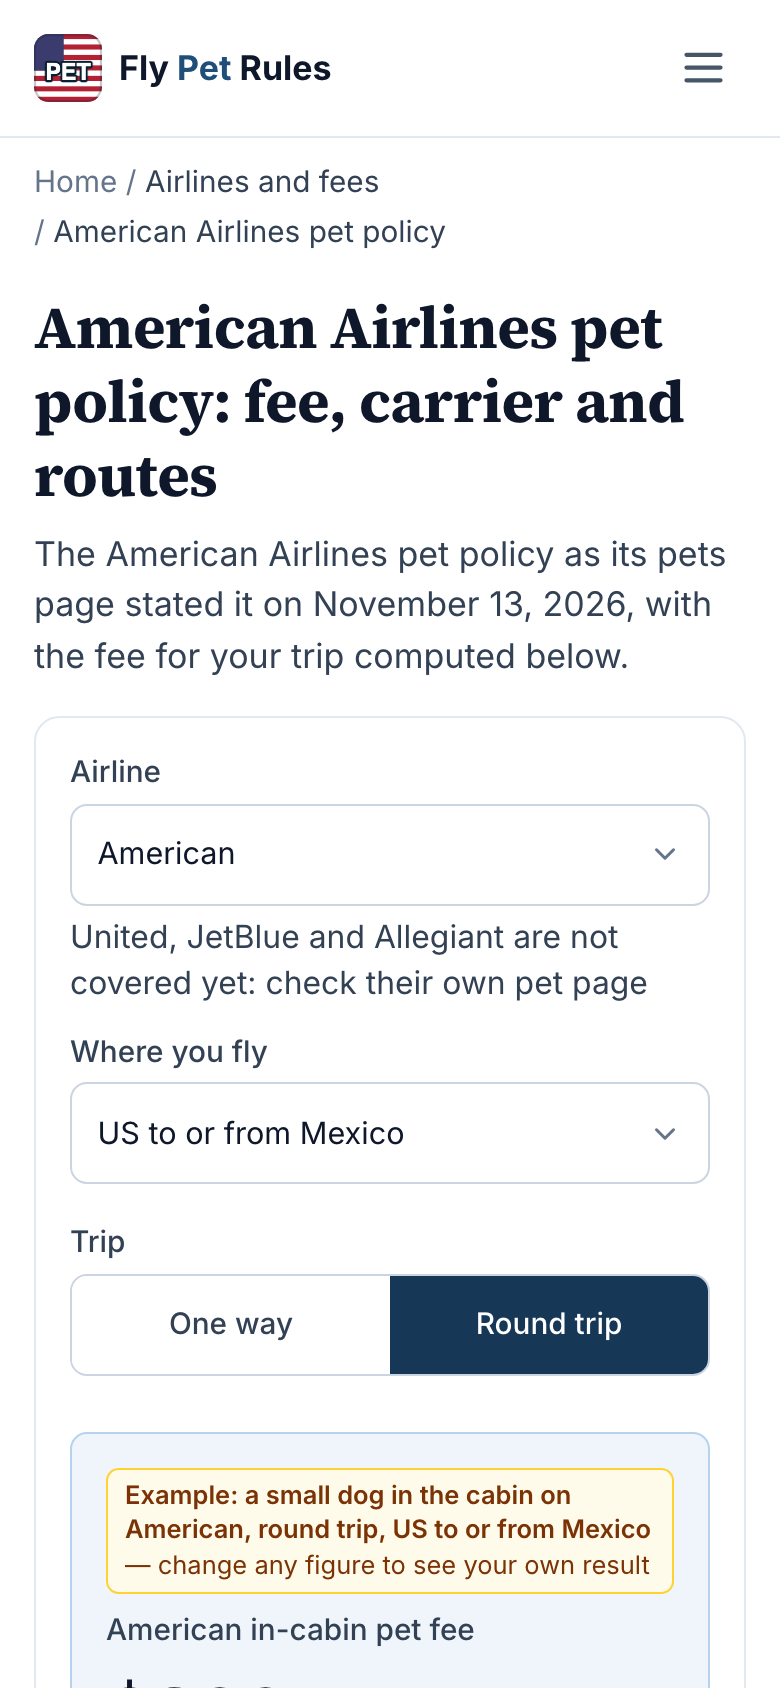 PET
Fly Pet Rules
Home / Airlines and fees
/ American Airlines pet policy
American Airlines pet
policy: fee, carrier and
routes
The American Airlines pet policy as its pets
page stated it on November 13, 2026, with
the fee for your trip computed below.
Airline
American
United, JetBlue and Allegiant are not
covered yet: check their own pet page
Where you fly
US to or from Mexico
Trip
One way
Round trip
Example: a small dog in the cabin on
American, round trip, US to or from Mexico
— change any figure to see your own result
American in-cabin pet fee